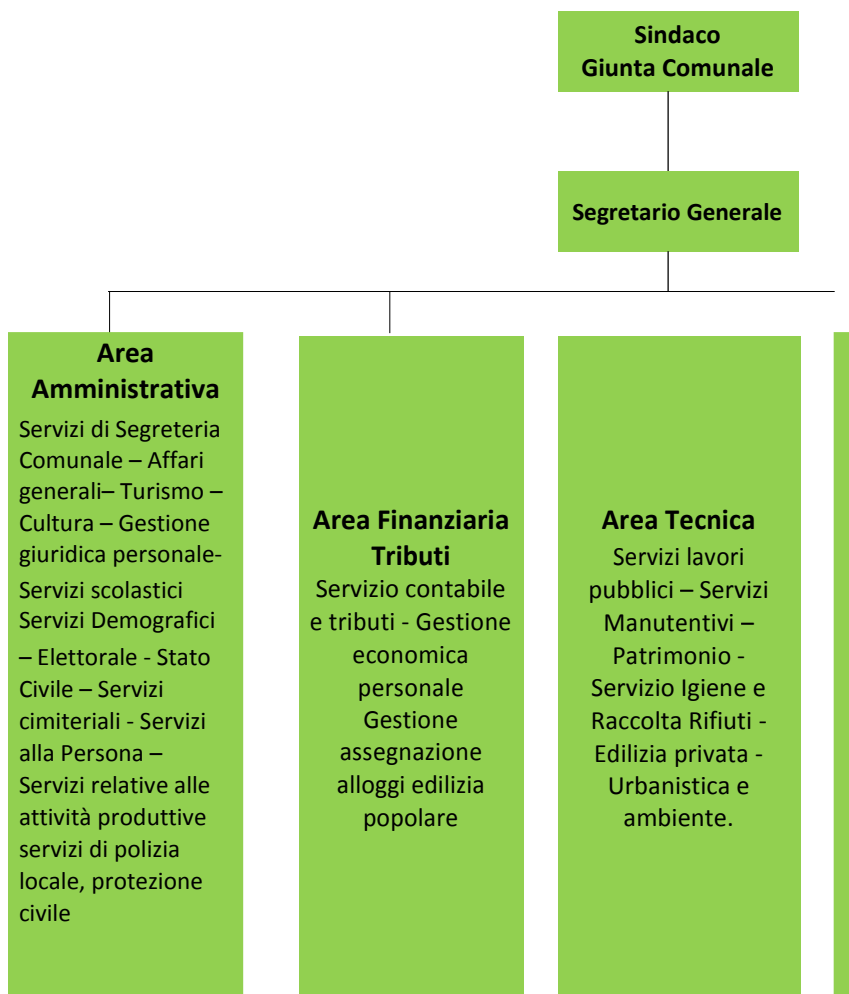 Sindaco
Giunta Comunale
Segretario Generale
Area
Amministrativa
Servizi di Segreteria
Comunale – Affari
generali– Turismo –
Cultura – Gestione
giuridica personale-
Servizi scolastici
Servizi Demografici
– Elettorale - Stato
Civile – Servizi
cimiteriali - Servizi
alla Persona –
Servizi relative alle
attività produttive
servizi di polizia
locale, protezione
civile
Area Finanziaria
Tributi
Servizio contabile
e tributi - Gestione
economica
personale
Gestione
assegnazione
alloggi edilizia
popolare
Area Tecnica
Servizi lavori
pubblici – Servizi
Manutentivi –
Patrimonio -
Servizio Igiene e
Raccolta Rifiuti -
Edilizia privata -
Urbanistica e
ambiente.